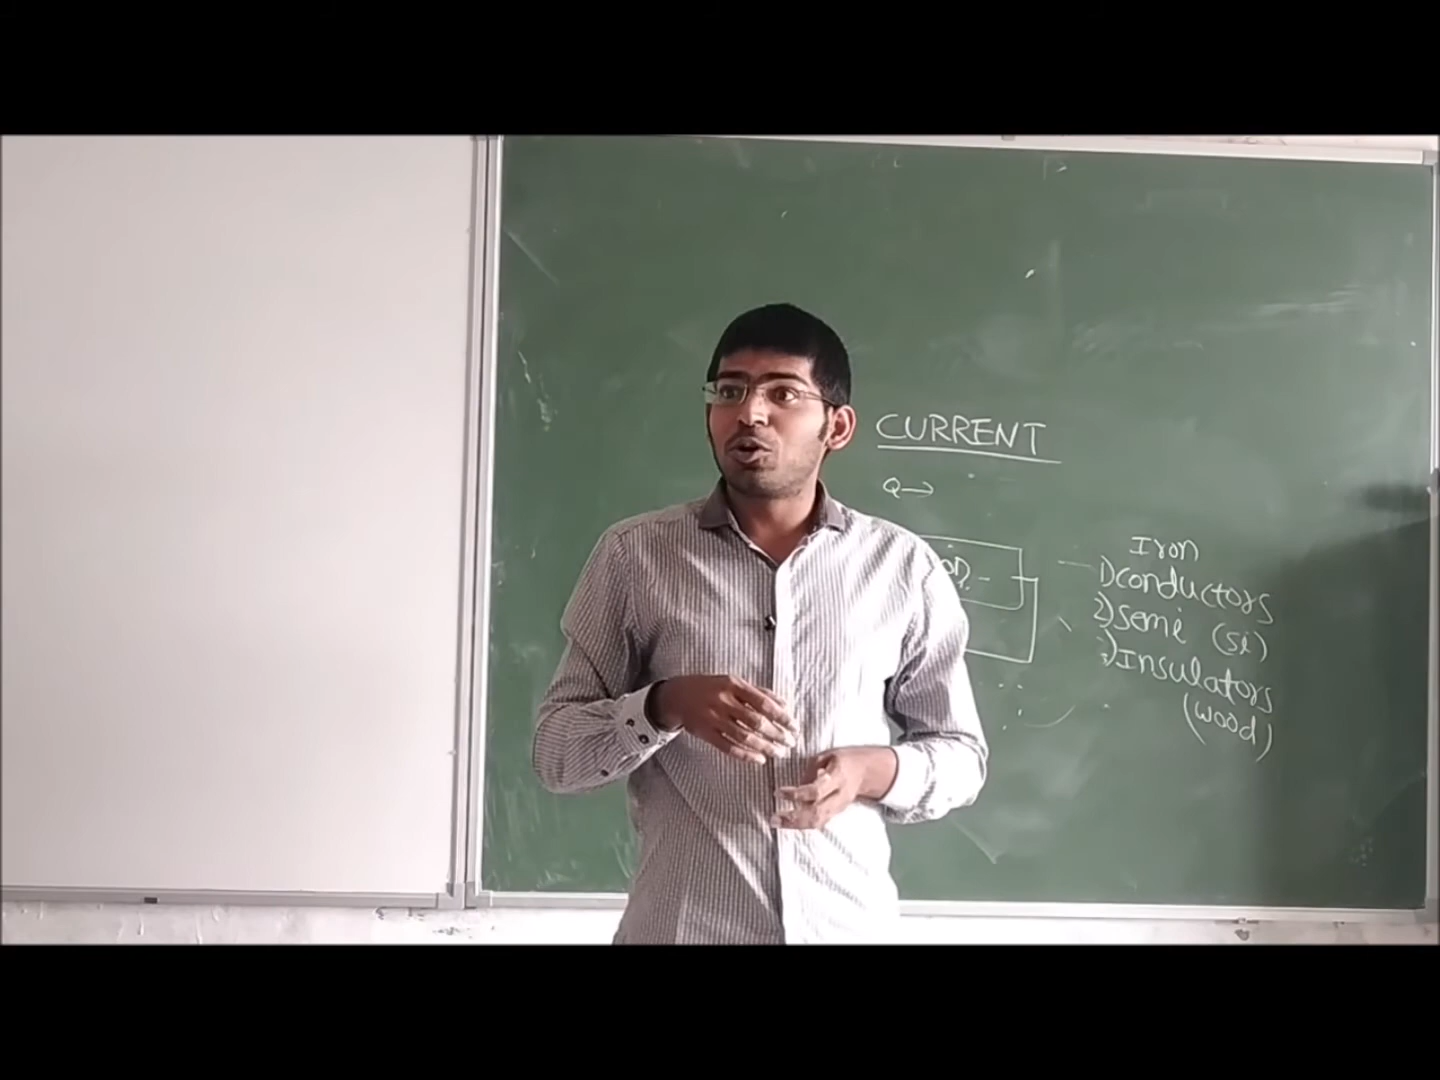 CURRENT
Q→
Iron
1)conductors
2)semi (si)
3)Insulators
(wood)